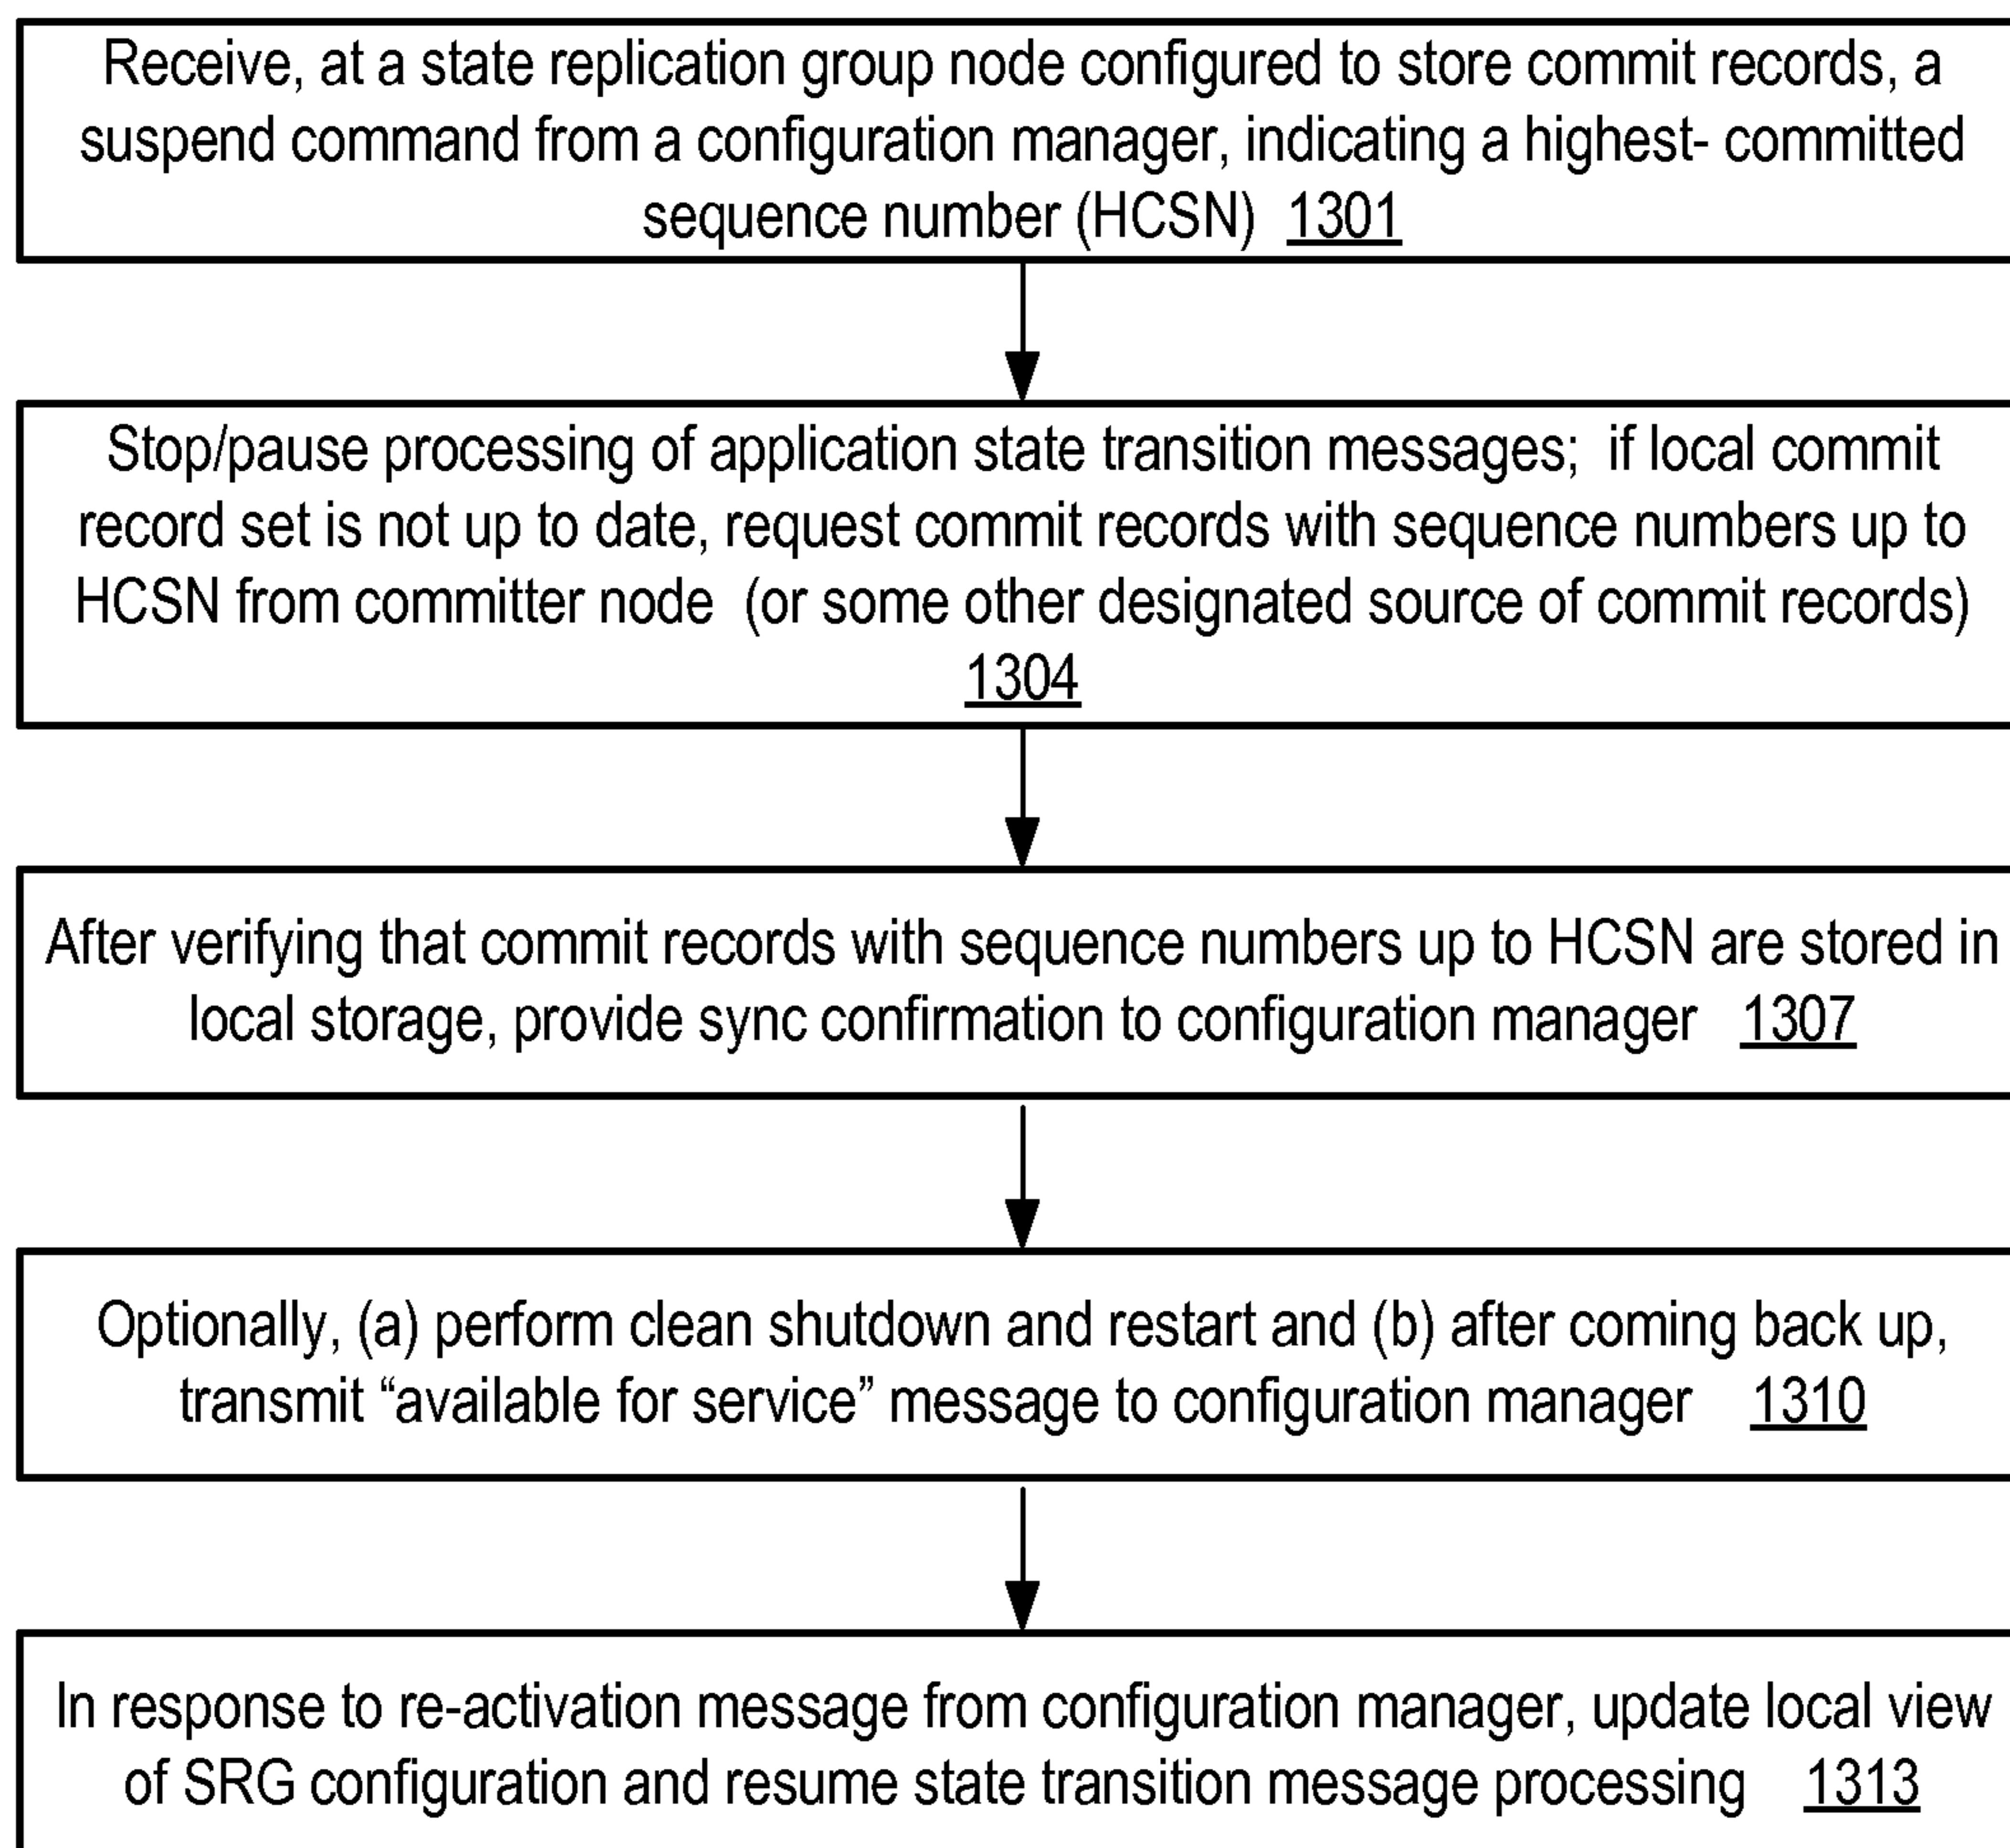 Receive, at a state replication group node configured to store commit records, a
suspend command from a configuration manager, indicating a highest- committed
sequence number (HCSN) 1301
Stop/pause processing of application state transition messages; if local commit
record set is not up to date, request commit records with sequence numbers up to
HCSN from committer node (or some other designated source of commit records)
1304
After verifying that commit records with sequence numbers up to HCSN are stored in
local storage, provide sync confirmation to configuration manager 1307
Optionally, (a) perform clean shutdown and restart and (b) after coming back up,
transmit “available for service” message to configuration manager 1310
In response to re-activation message from configuration manager, update local view
of SRG configuration and resume state transition message processing 1313